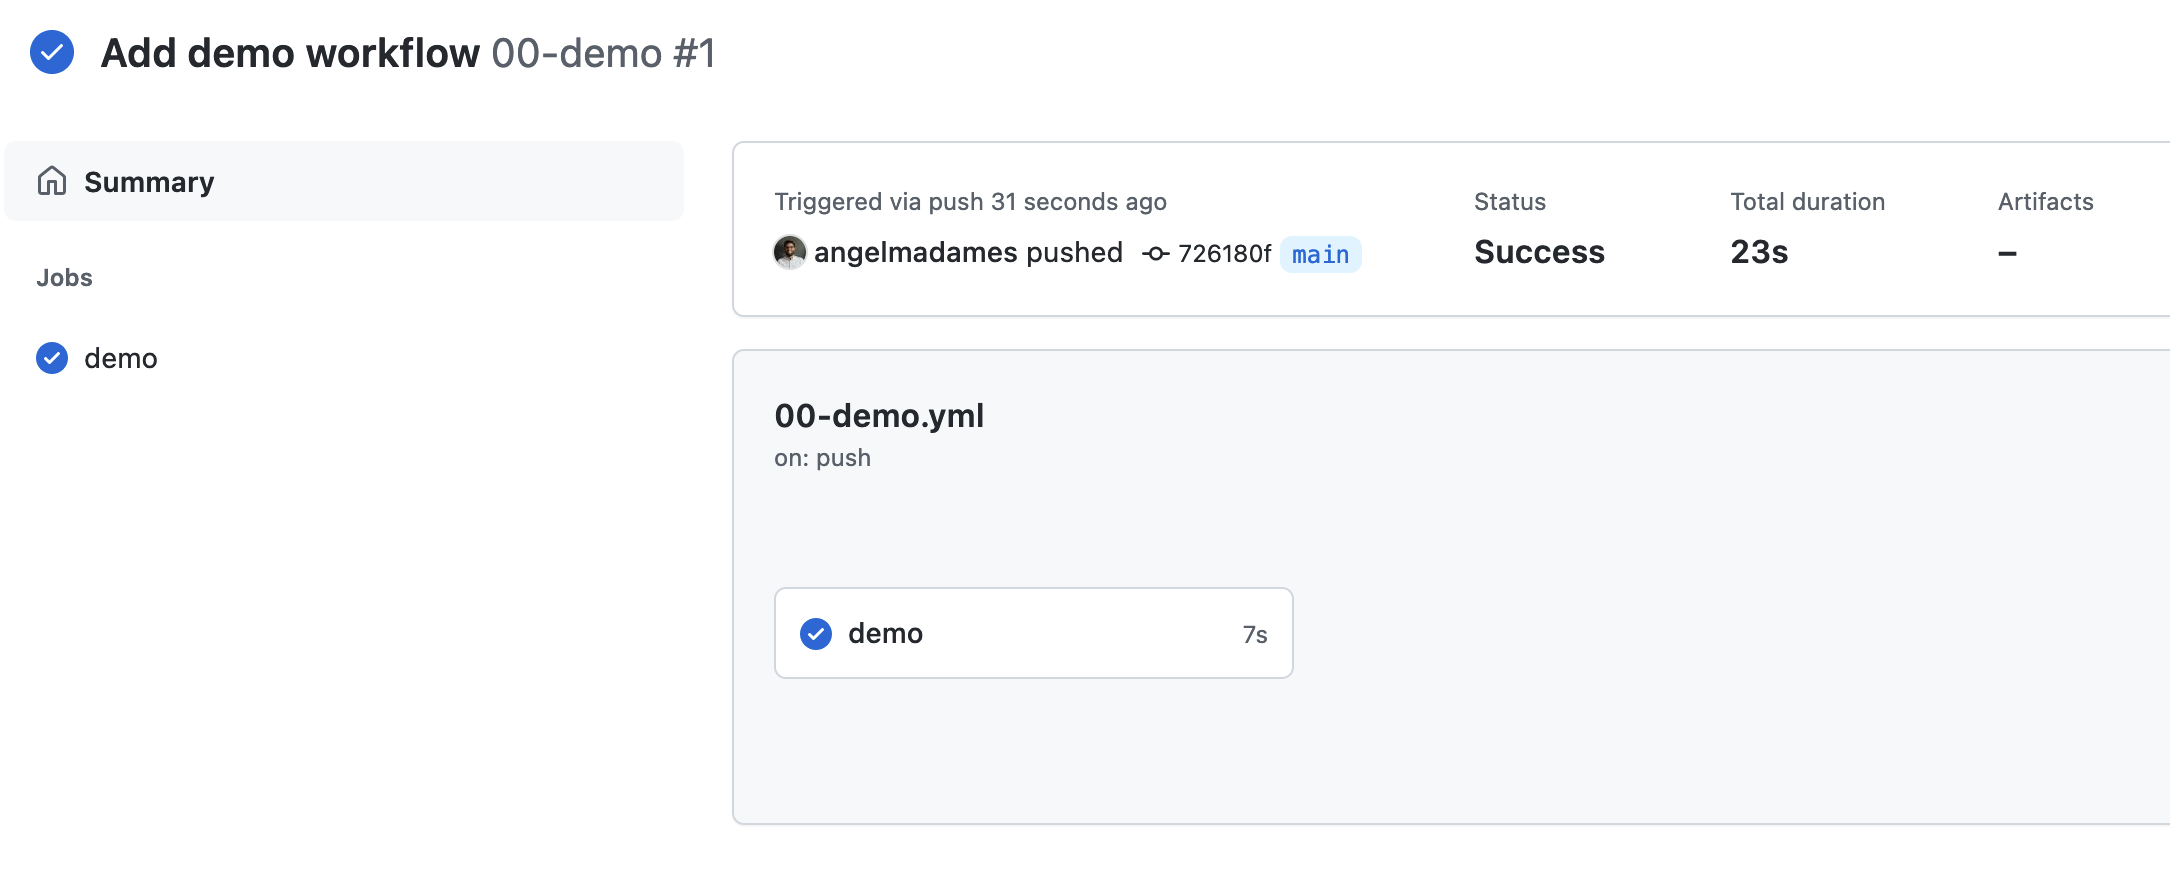 Add demo workflow 00-demo #1
Summary
Jobs
demo
Triggered via push 31 seconds ago
angelmadames pushed 726180f main
Status
Success
Total duration
23s
Artifacts
–
00-demo.yml
on: push
demo 7s